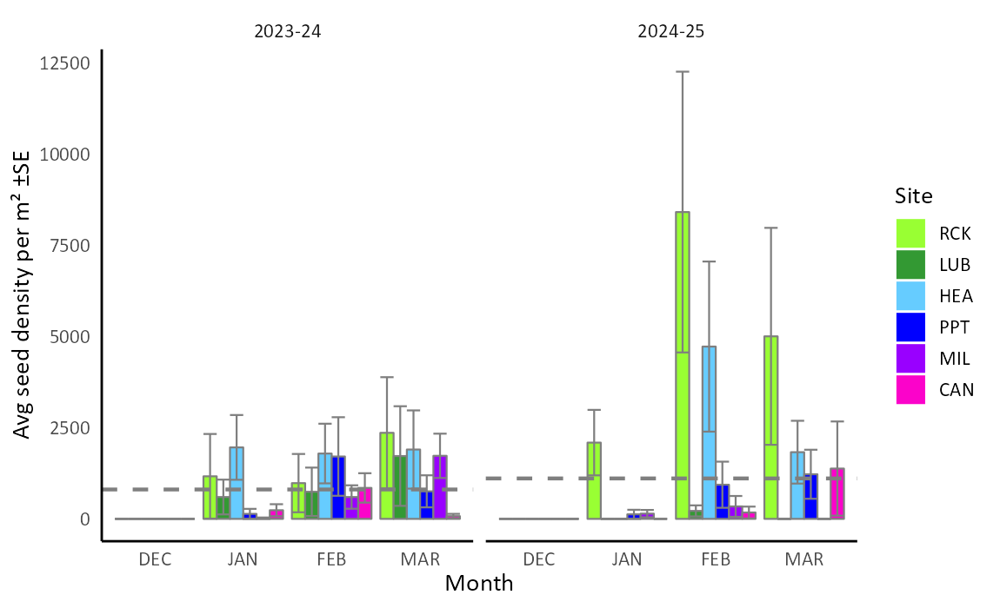 2023-24
2024-25
Avg seed density per m² ±SE
12500
10000
7500
5000
2500
0
DEC
JAN
FEB
MAR
DEC
JAN
FEB
MAR
Month
Site
RCK
LUB
HEA
PPT
MIL
CAN